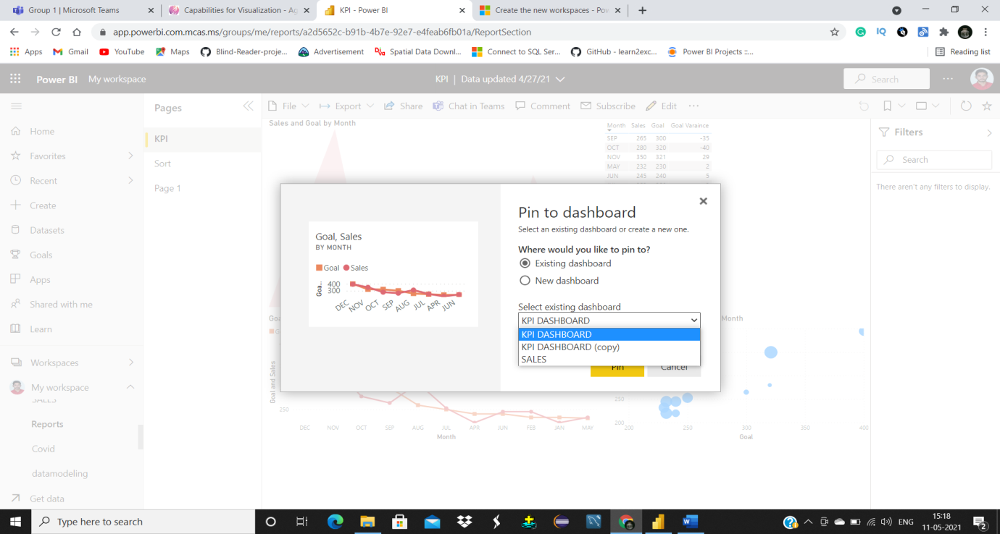 Group 1 | Microsoft Teams
Capabilities for Visualization - Ag
KPI - Power BI
Create the new workspaces - Pow
app.powerbi.com.mcas.ms/groups/me/reports/a2d5652c-b91b-4b7e-92e7-e4feab6fb01a/ReportSection
Apps Gmail YouTube Maps Blind-Reader-proje... Advertisement Spatial Data Downl... Connect to SQL Ser... GitHub - learn2exc... Power BI Projects ::... Reading list
Power BI My workspace KPI | Data updated 4/27/21 Search
Pages
File Export Share Chat in Teams Comment Subscribe Edit
Home
Favorites
Recent
Create
Datasets
Goals
Apps
Shared with me
Learn
Workspaces
My workspace
SALES
Reports
Covid
datamodeling
Get data
KPI
Sort
Page 1
Sales and Goal by Month
Month Sales Goal Goal Varaince
SEP 265 300 -35
OCT 280 320 -40
NOV 350 321 29
MAY 232 230 2
JUN 245 240 5
Filters
Search
There aren't any filters to display.
Goal, Sales
BY MONTH
Goal Sales
Goa...
400
300
DEC NOV OCT SEP AUG JUL APR JUN
Pin to dashboard
Select an existing dashboard or create a new one.
Where would you like to pin to?
Existing dashboard
New dashboard
Select existing dashboard
KPI DASHBOARD
KPI DASHBOARD
KPI DASHBOARD (copy)
SALES
Pin Cancel
Month
Goal and Sales
250
DEC NOV OCT SEP AUG JUL APR JUN FEB JAN MAY
Month
250
200
200 250 300 350 400
Goal
Type here to search
ENG
15:18
11-05-2021
2